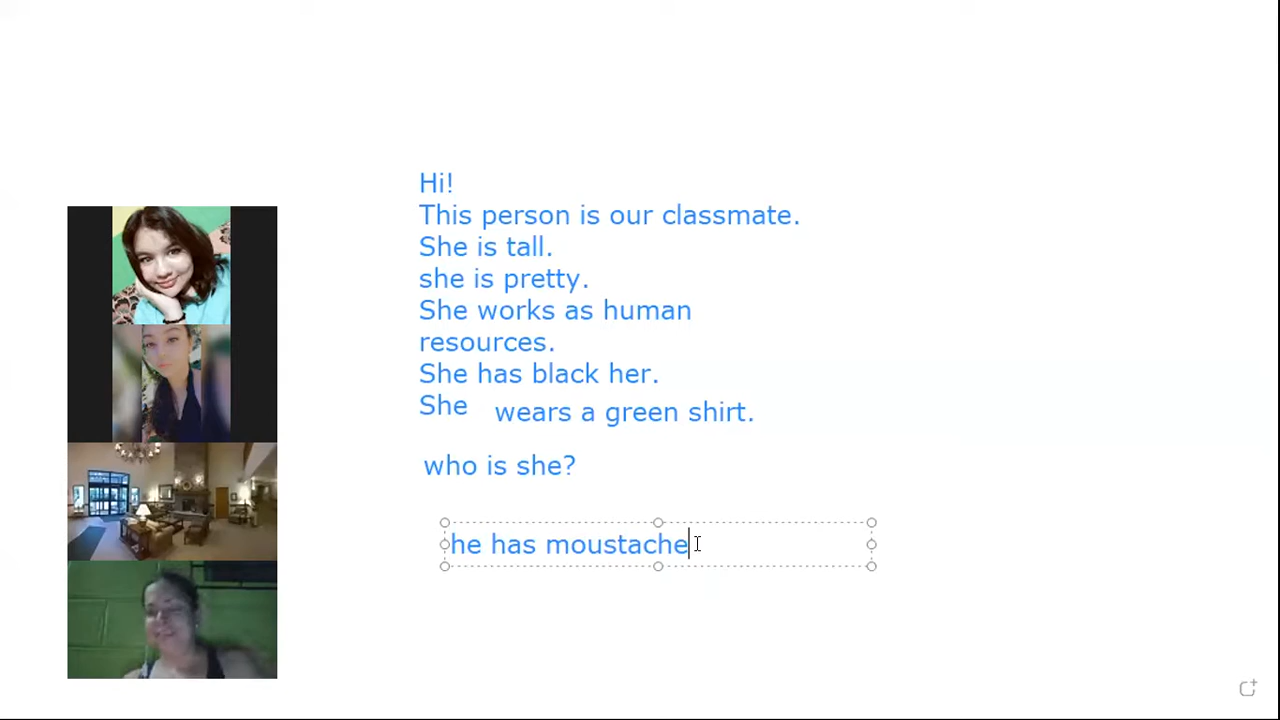 Hi!
This person is our classmate.
She is tall.
she is pretty.
She works as human
resources.
She has black her.
She wears a green shirt.
who is she?
he has moustache